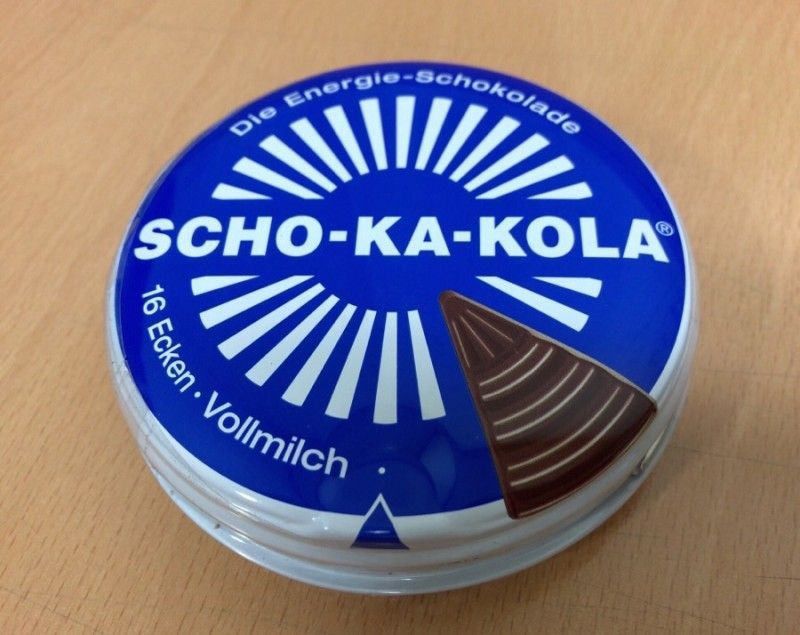 Die Energie-Schokolade
SCHO-KA-KOLA®
16 Ecken · Vollmilch